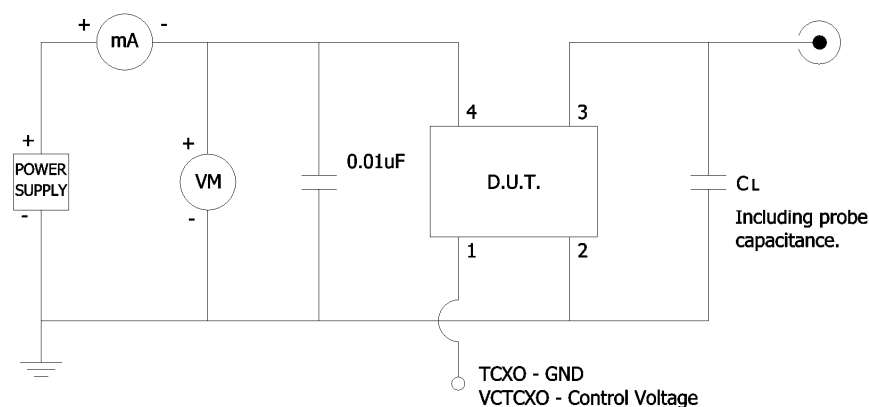 + mA -
4 3
+
POWER
SUPPLY
-
+
VM
-
0.01uF
D.U.T.
CL
Including probe
capacitance.
1 2
TCXO - GND
VCTCXO - Control Voltage